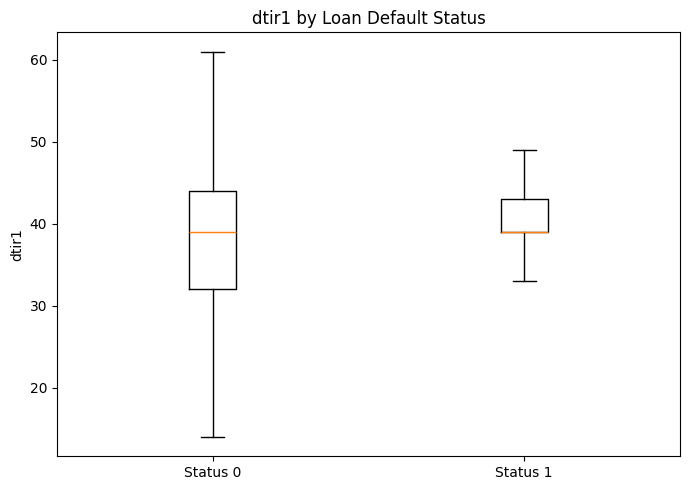 dtir1 by Loan Default Status
60
50
40
30
20
dtir1
Status 0
Status 1